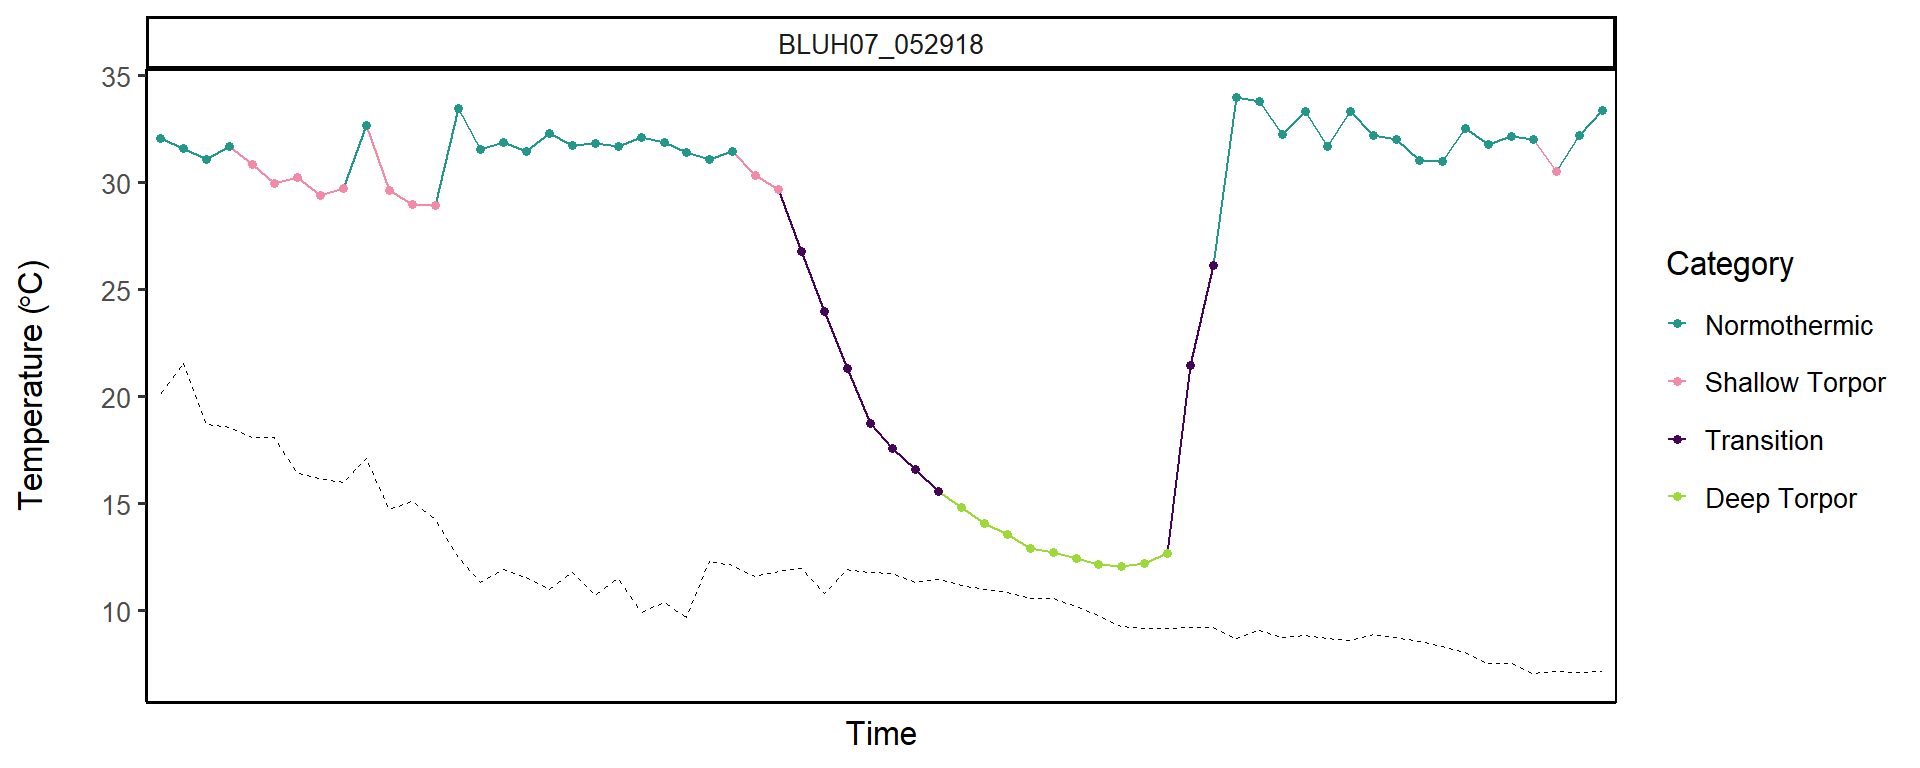 BLUH07_052918
35
30
25
20
15
10
Temperature (°C)
Time
Category
Normothermic
Shallow Torpor
Transition
Deep Torpor